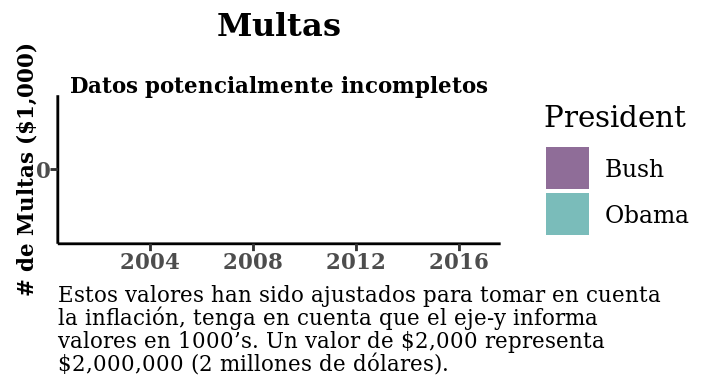 Multas
Datos potencialmente incompletos
# de Multas ($1,000)
0
2004 2008 2012 2016
President
Bush
Obama
Estos valores han sido ajustados para tomar en cuenta
la inflación, tenga en cuenta que el eje-y informa
valores en 1000’s. Un valor de $2,000 representa
$2,000,000 (2 millones de dólares).